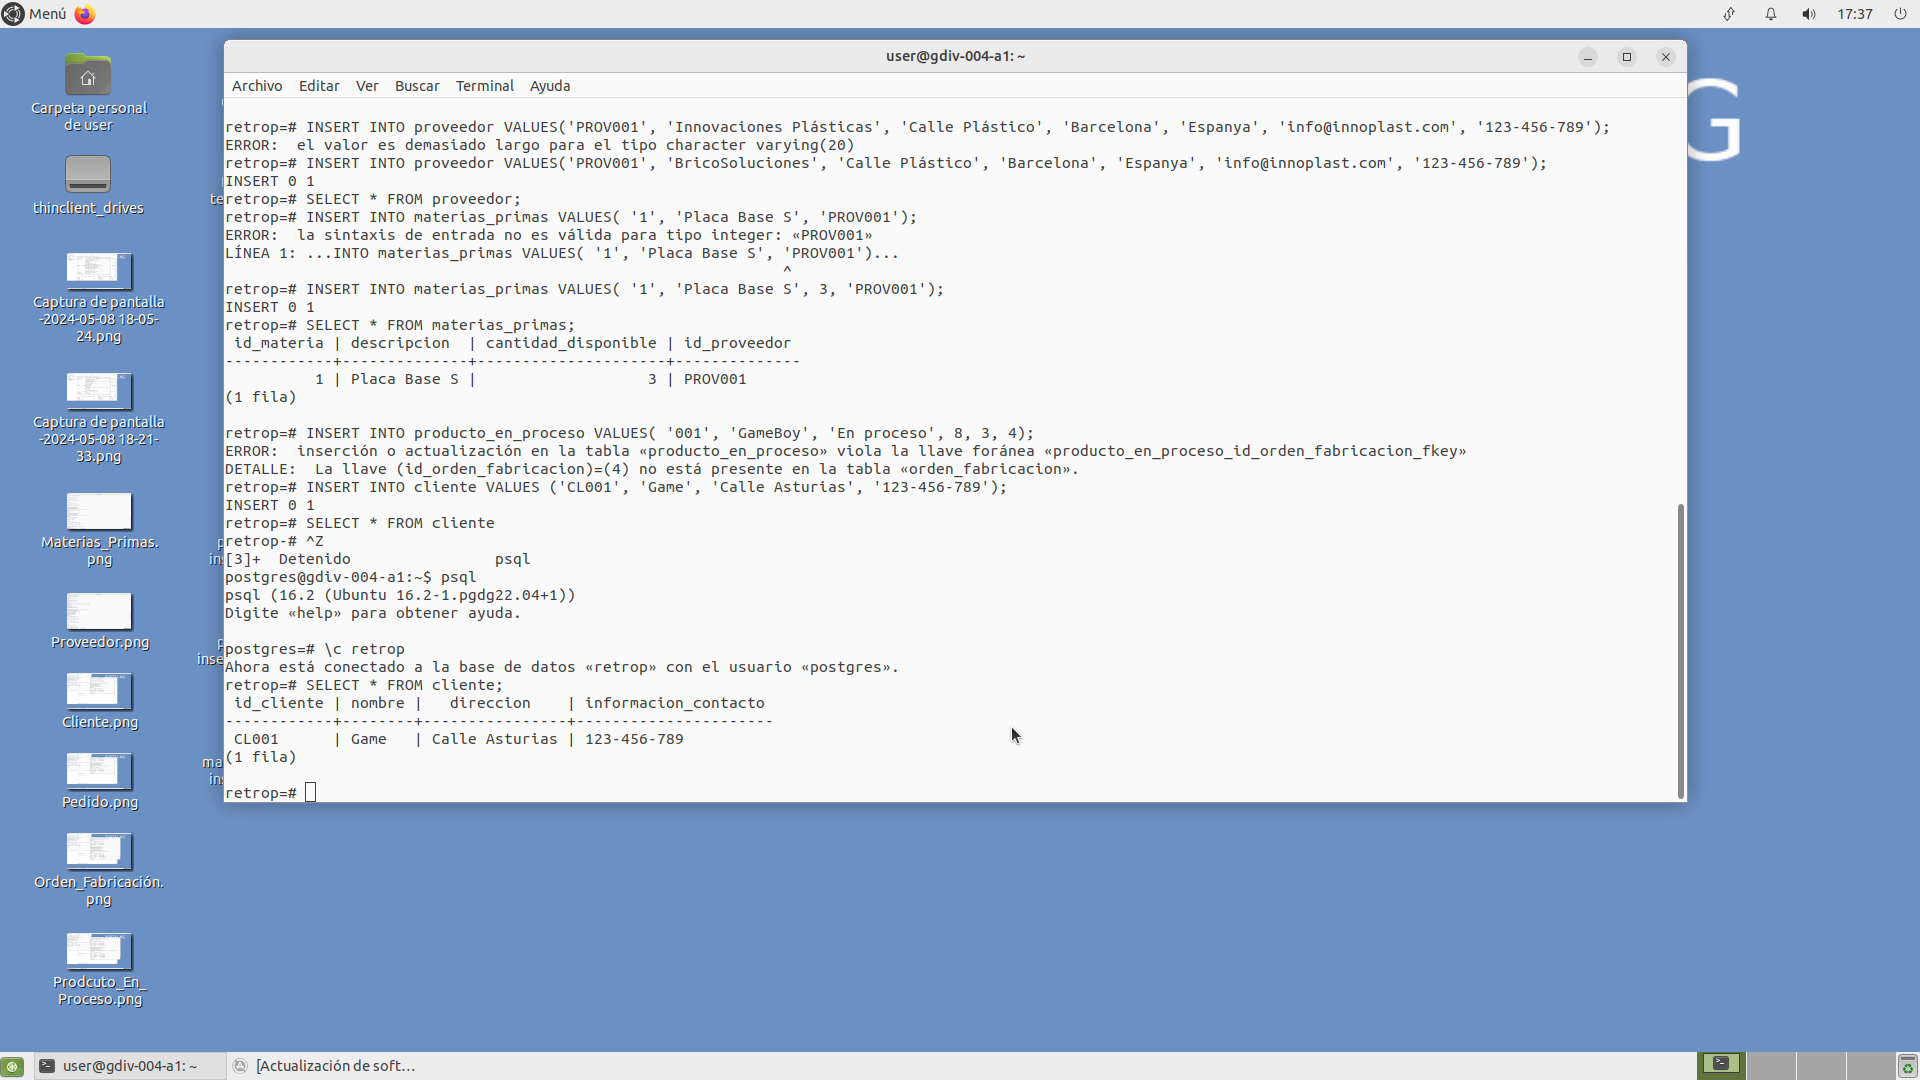 Menú
17:37
Carpeta personal
de user
thinclient_drives
Captura de pantalla
-2024-05-08 18-05-
24.png
Captura de pantalla
-2024-05-08 18-21-
33.png
Materias_Primas.
png
Proveedor.png
Cliente.png
Pedido.png
Orden_Fabricación.
png
Prodcuto_En_
Proceso.png
te
p
in
p
inse
ma
in
G
user@gdiv-004-a1: ~
Archivo Editar Ver Buscar Terminal Ayuda
retrop=# INSERT INTO proveedor VALUES('PROV001', 'Innovaciones Plásticas', 'Calle Plástico', 'Barcelona', 'Espanya', 'info@innoplast.com', '123-456-789');
ERROR:  el valor es demasiado largo para el tipo character varying(20)
retrop=# INSERT INTO proveedor VALUES('PROV001', 'BricoSoluciones', 'Calle Plástico', 'Barcelona', 'Espanya', 'info@innoplast.com', '123-456-789');
INSERT 0 1
retrop=# SELECT * FROM proveedor;
retrop=# INSERT INTO materias_primas VALUES( '1', 'Placa Base S', 'PROV001');
ERROR:  la sintaxis de entrada no es válida para tipo integer: «PROV001»
LÍNEA 1: ...INTO materias_primas VALUES( '1', 'Placa Base S', 'PROV001')...
^
retrop=# INSERT INTO materias_primas VALUES( '1', 'Placa Base S', 3, 'PROV001');
INSERT 0 1
retrop=# SELECT * FROM materias_primas;
 id_materia | descripcion  | cantidad_disponible | id_proveedor
------------+--------------+---------------------+--------------
          1 | Placa Base S |                   3 | PROV001
(1 fila)
retrop=# INSERT INTO producto_en_proceso VALUES( '001', 'GameBoy', 'En proceso', 8, 3, 4);
ERROR:  inserción o actualización en la tabla «producto_en_proceso» viola la llave foránea «producto_en_proceso_id_orden_fabricacion_fkey»
DETALLE:  La llave (id_orden_fabricacion)=(4) no está presente en la tabla «orden_fabricacion».
retrop=# INSERT INTO cliente VALUES ('CL001', 'Game', 'Calle Asturias', '123-456-789');
INSERT 0 1
retrop=# SELECT * FROM cliente
retrop-# ^Z
[3]+  Detenido                psql
postgres@gdiv-004-a1:~$ psql
psql (16.2 (Ubuntu 16.2-1.pgdg22.04+1))
Digite «help» para obtener ayuda.
postgres=# \c retrop
Ahora está conectado a la base de datos «retrop» con el usuario «postgres».
retrop=# SELECT * FROM cliente;
 id_cliente | nombre |   direccion    | informacion_contacto
------------+--------+----------------+----------------------
 CL001      | Game   | Calle Asturias | 123-456-789
(1 fila)
retrop=#
user@gdiv-004-a1: ~
[Actualización de soft...